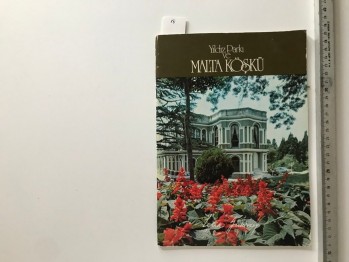 Yıldız Parkı
ve
MALTA KÖŞKÜ